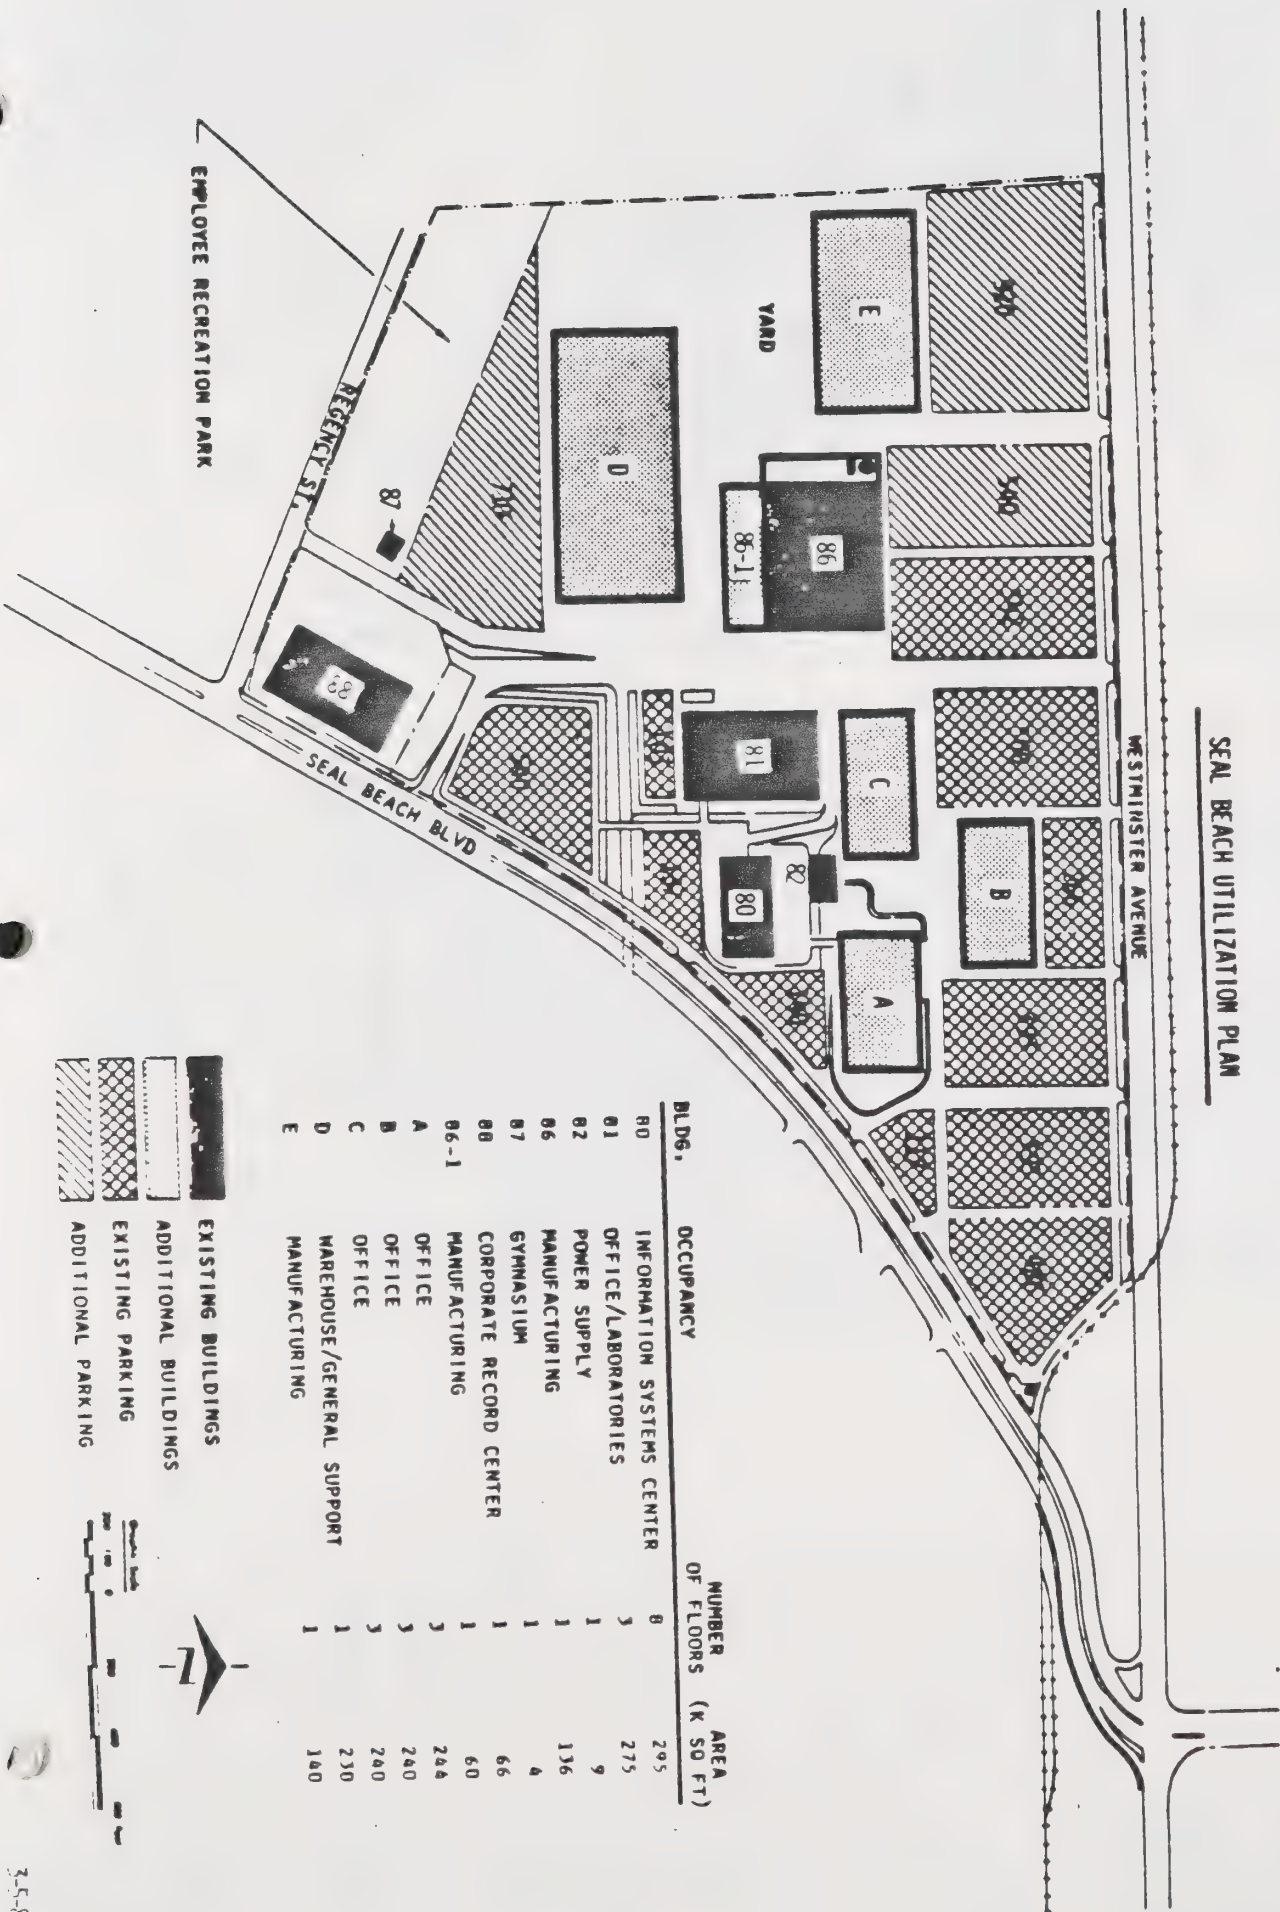 SEAL BEACH UTILIZATION PLAN
WESTMINSTER AVENUE
520
540
E
YARD
86
86-1
D
C
B
A
81
82
80
710
87
83
EMPLOYEE RECREATION PARK
REGENCY ST.
SEAL BEACH BLVD
BLDG. OCCUPANCY NUMBER OF FLOORS AREA (K SQ FT)
80 INFORMATION SYSTEMS CENTER 8 295
81 OFFICE/LABORATORIES 3 275
82 POWER SUPPLY 1 9
86 MANUFACTURING 1 136
87 GYMNASIUM 1 4
88 CORPORATE RECORD CENTER 1 66
86-1 MANUFACTURING 1 60
A OFFICE 3 244
B OFFICE 3 240
C OFFICE 3 240
D WAREHOUSE/GENERAL SUPPORT 1 230
E MANUFACTURING 1 140
EXISTING BUILDINGS
ADDITIONAL BUILDINGS
EXISTING PARKING
ADDITIONAL PARKING
N